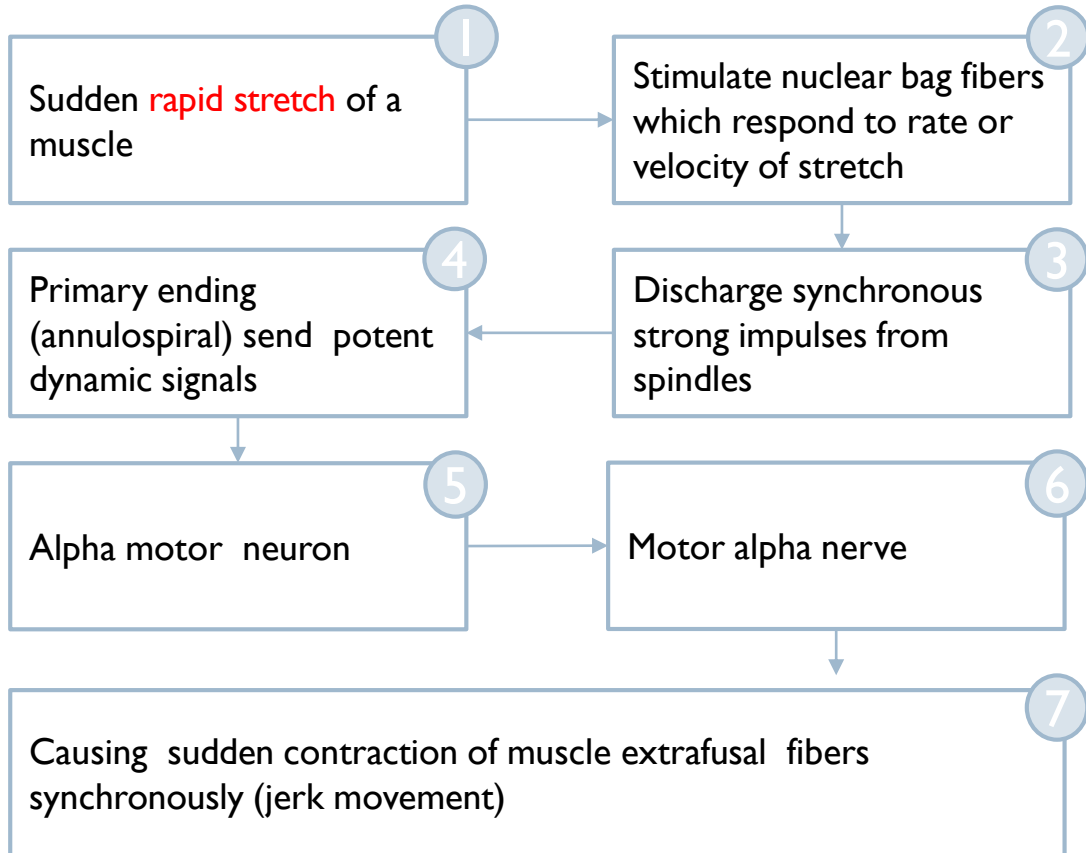 1
Sudden rapid stretch of a
muscle
2
Stimulate nuclear bag fibers
which respond to rate or
velocity of stretch
3
Discharge synchronous
strong impulses from
spindles
4
Primary ending
(annulospiral) send  potent
dynamic signals
5
Alpha motor  neuron
6
Motor alpha nerve
7
Causing  sudden contraction of muscle extrafusal  fibers
synchronously (jerk movement)